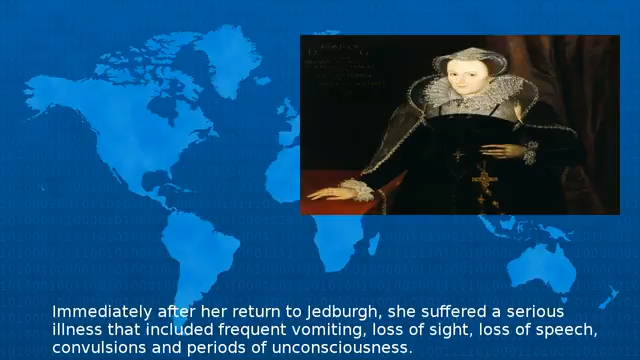 Immediately after her return to Jedburgh, she suffered a serious
illness that included frequent vomiting, loss of sight, loss of speech,
convulsions and periods of unconsciousness.